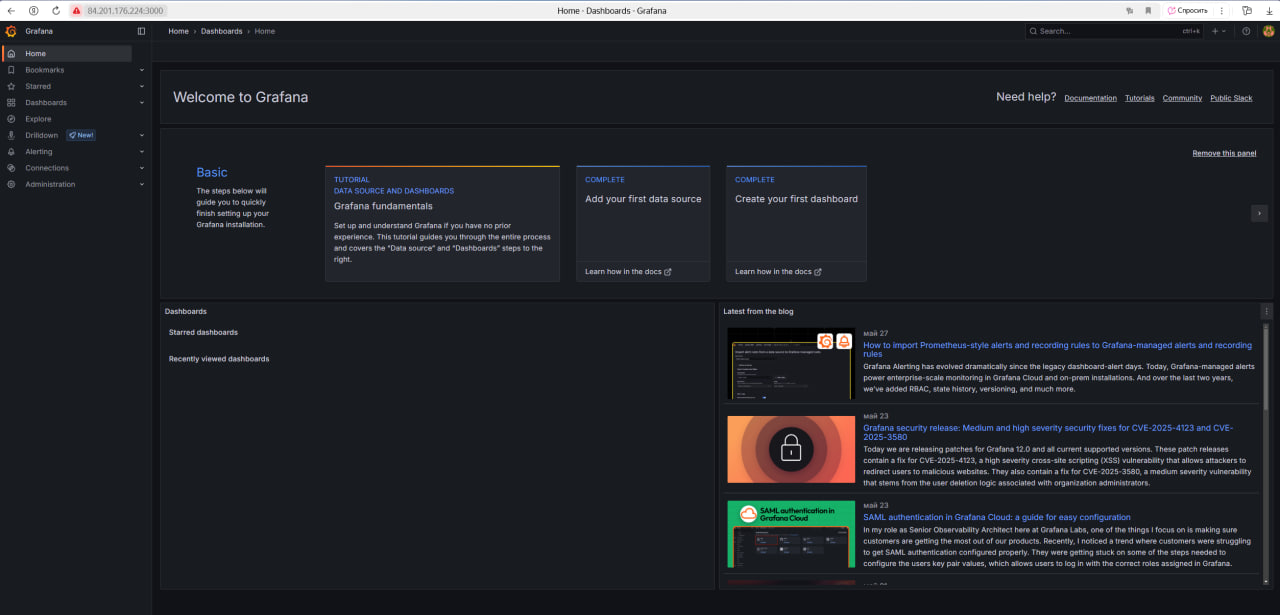 84.201.176.224:3000
Home - Dashboards - Grafana
Спросить
Grafana
Home › Dashboards › Home
Search...
ctrl+k
Home
Bookmarks
Starred
Dashboards
Explore
Drilldown
New!
Alerting
Connections
Administration
Welcome to Grafana
Need help?
Documentation
Tutorials
Community
Public Slack
Remove this panel
Basic
The steps below will
guide you to quickly
finish setting up your
Grafana installation.
TUTORIAL
DATA SOURCE AND DASHBOARDS
Grafana fundamentals
Set up and understand Grafana if you have no prior
experience. This tutorial guides you through the entire process
and covers the "Data source" and "Dashboards" steps to the
right.
COMPLETE
Add your first data source
Learn how in the docs
COMPLETE
Create your first dashboard
Learn how in the docs
Dashboards
Starred dashboards
Recently viewed dashboards
Latest from the blog
май 27
How to import Prometheus-style alerts and recording rules to Grafana-managed alerts and recording
rules
Grafana Alerting has evolved dramatically since the legacy dashboard-alert days. Today, Grafana-managed alerts
power enterprise-scale monitoring in Grafana Cloud and on-prem installations. And over the last two years,
we've added RBAC, state history, versioning, and much more.
май 23
Grafana security release: Medium and high severity security fixes for CVE-2025-4123 and CVE-
2025-3580
Today we are releasing patches for Grafana 12.0 and all current supported versions. These patch releases
contain a fix for CVE-2025-4123, a high severity cross-site scripting (XSS) vulnerability that allows attackers to
redirect users to malicious websites. They also contain a fix for CVE-2025-3580, a medium severity vulnerability
that stems from the user deletion logic associated with organization administrators.
SAML authentication in
Grafana Cloud
май 23
SAML authentication in Grafana Cloud: a guide for easy configuration
In my role as Senior Observability Architect here at Grafana Labs, one of the things I focus on is making sure
customers are getting the most out of our products. Recently, I noticed a trend where customers were struggling
to get SAML authentication configured properly. They were getting stuck on some of the steps needed to
configure the users key pair values, which allows users to log in with the correct roles assigned in Grafana.